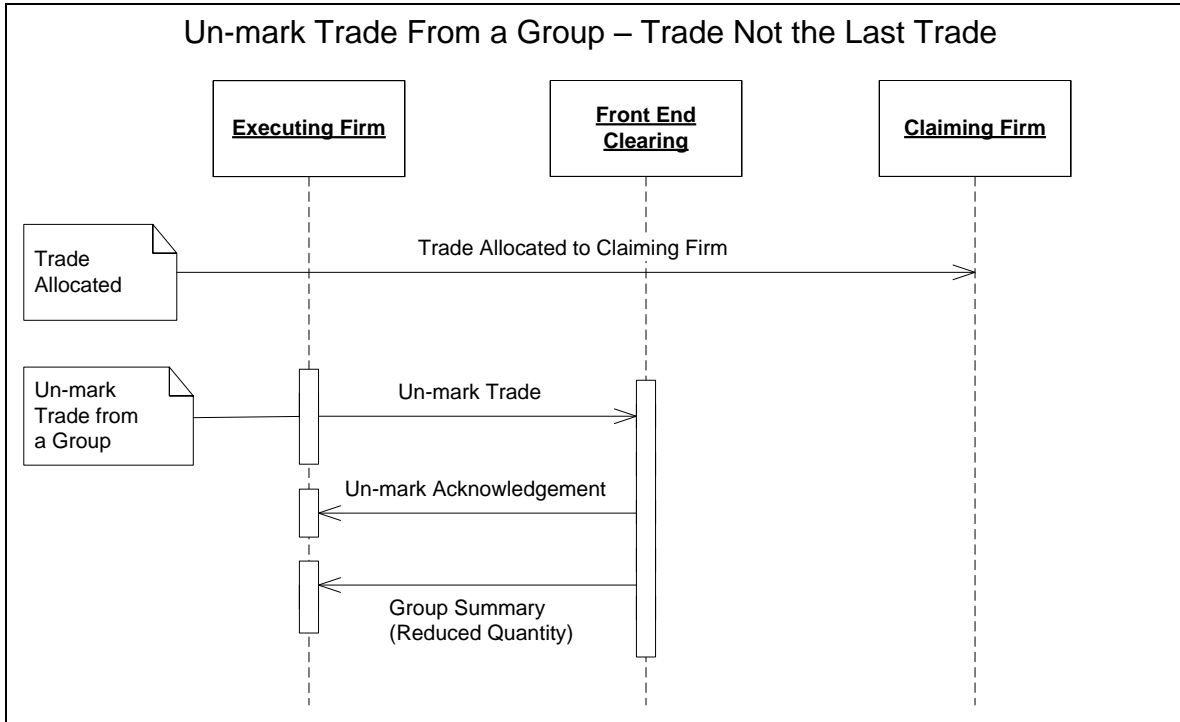 Un-mark Trade From a Group – Trade Not the Last Trade
Executing Firm
Front End
Clearing
Claiming Firm
Trade
Allocated
Trade Allocated to Claiming Firm
Un-mark
Trade from
a Group
Un-mark Trade
Un-mark Acknowledgement
Group Summary
(Reduced Quantity)